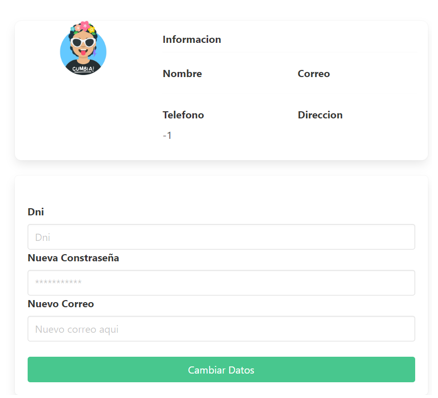 CUMBIA!
Informacion
Nombre Correo
Telefono Direccion
-1
Dni
Dni
Nueva Constraseña
***********
Nuevo Correo
Nuevo correo aqui
Cambiar Datos